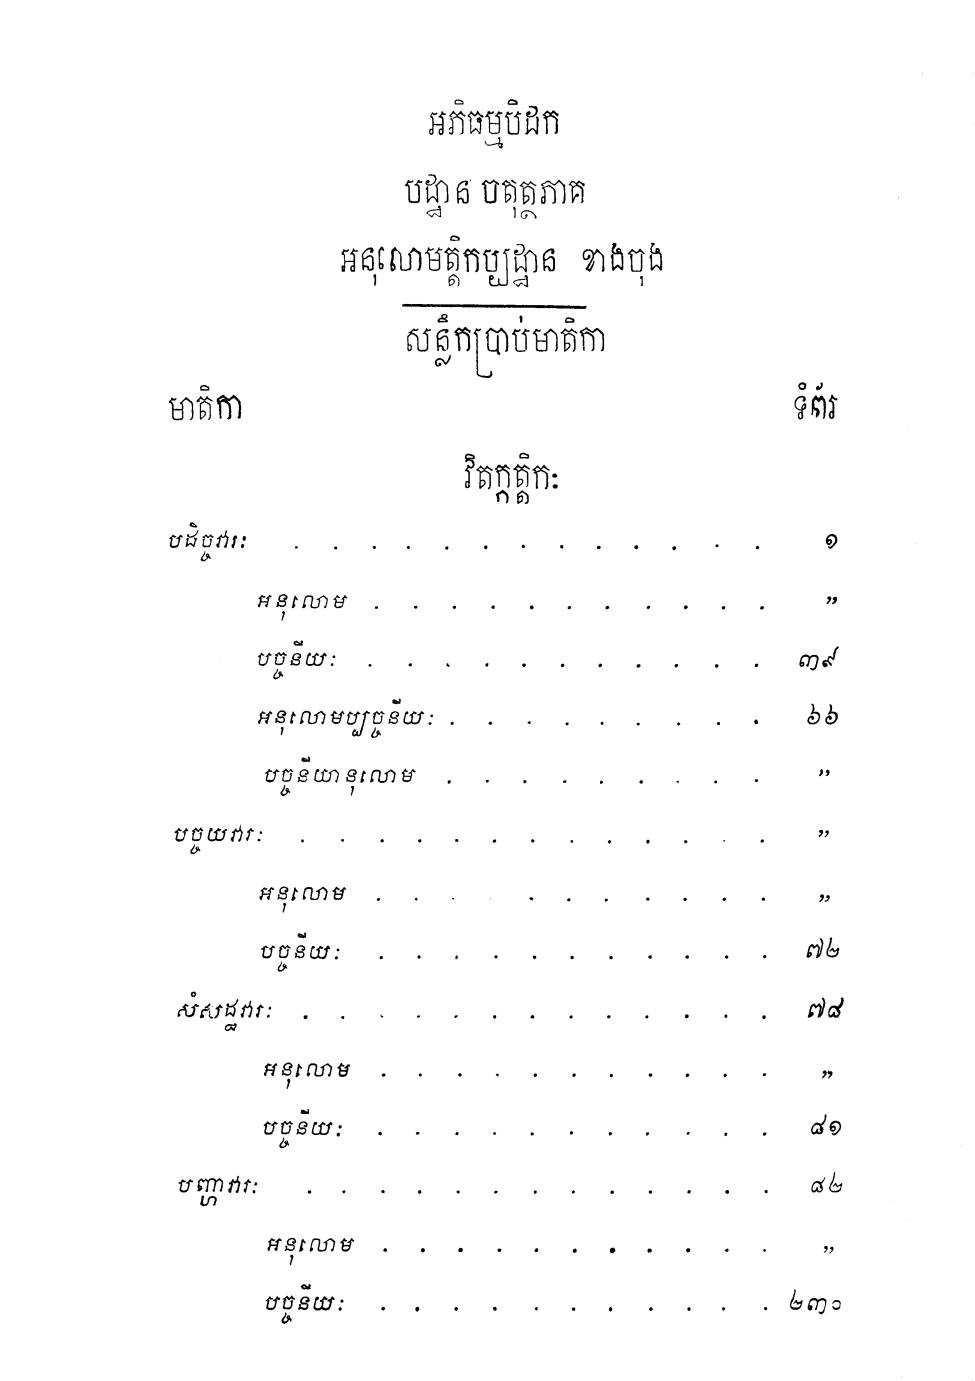 អភិធម្មបិដក
បដ្ឋាន ចតុត្ថភាគ
អនុលោមត្តិកប្បដ្ឋាន ខាងចុង
សន្លឹកប្រាប់មាតិកា
មាតិកា ទំព័រ
វិតក្កត្តិកៈ
បដិច្ចវារៈ . . . . . . . . . . . . . ១
អនុលោម . . . . . . . . . . . ”
បច្ចនីយៈ . . . . . . . . . . . ៣៩
អនុលោមប្បច្ចនីយៈ . . . . . . . . . ៦៦
បច្ចនីយានុលោម . . . . . . . . . ”
បច្ចយវារៈ . . . . . . . . . . . . . ”
អនុលោម . . . . . . . . . . . ”
បច្ចនីយៈ . . . . . . . . . . . ៧២
សំសដ្ឋវារៈ . . . . . . . . . . . . . ៧៨
អនុលោម . . . . . . . . . . . ”
បច្ចនីយៈ . . . . . . . . . . . ៨១
បញ្ហាវារៈ . . . . . . . . . . . . . ៨២
អនុលោម . . . . . . . . . . . ”
បច្ចនីយៈ . . . . . . . . . . . ២៣០